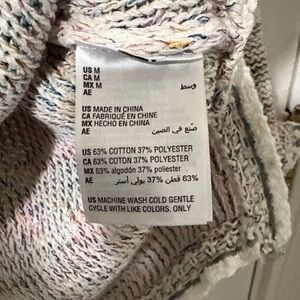 US M
CA M
MX M
AE وسط
US MADE IN CHINA
CA FABRIQUÉ EN CHINE
MX HECHO EN CHINA
AE صنع في الصين
US 63% COTTON 37% POLYESTER
CA 63% COTON 37% POLYESTER
MX 63% algodón 37% poliester
AE 63% قطن 37% بولي أستر
US MACHINE WASH COLD GENTLE
CYCLE WITH LIKE COLORS. ONLY